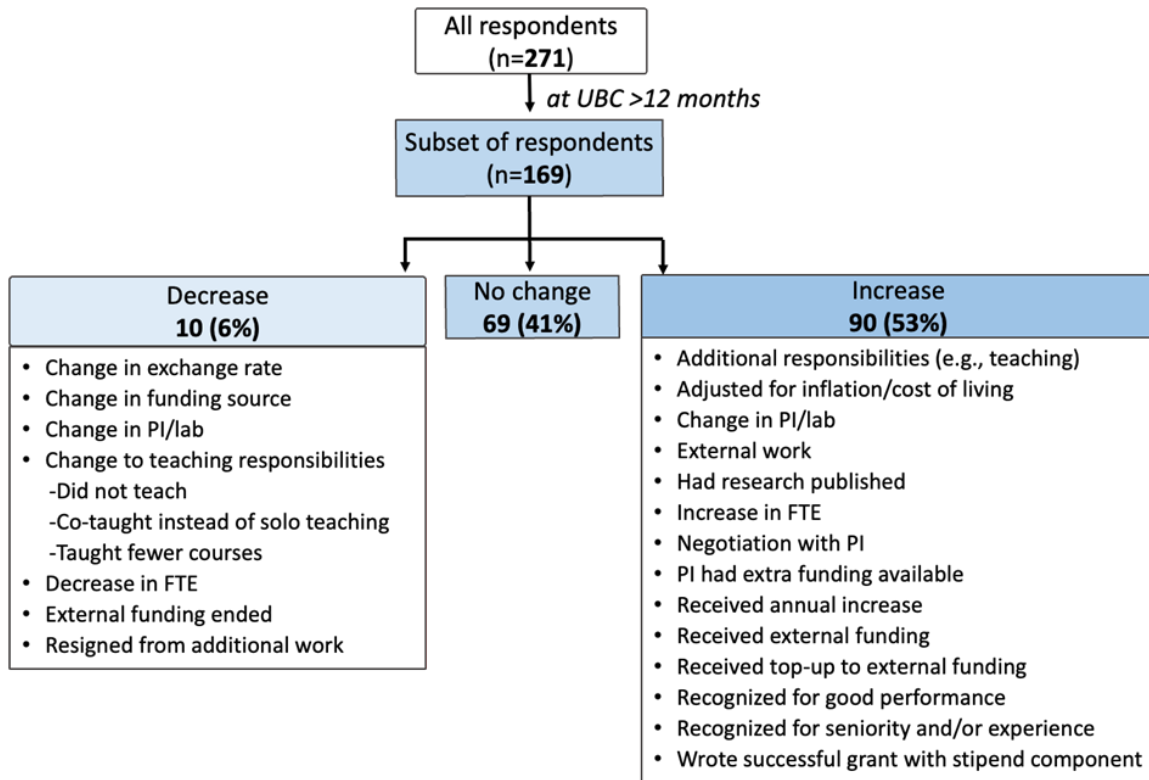 All respondents
(n=271)
at UBC >12 months
Subset of respondents
(n=169)
Decrease
10 (6%)
• Change in exchange rate
• Change in funding source
• Change in PI/lab
• Change to teaching responsibilities
-Did not teach
-Co-taught instead of solo teaching
-Taught fewer courses
• Decrease in FTE
• External funding ended
• Resigned from additional work
No change
69 (41%)
Increase
90 (53%)
• Additional responsibilities (e.g., teaching)
• Adjusted for inflation/cost of living
• Change in PI/lab
• External work
• Had research published
• Increase in FTE
• Negotiation with PI
• PI had extra funding available
• Received annual increase
• Received external funding
• Received top-up to external funding
• Recognized for good performance
• Recognized for seniority and/or experience
• Wrote successful grant with stipend component